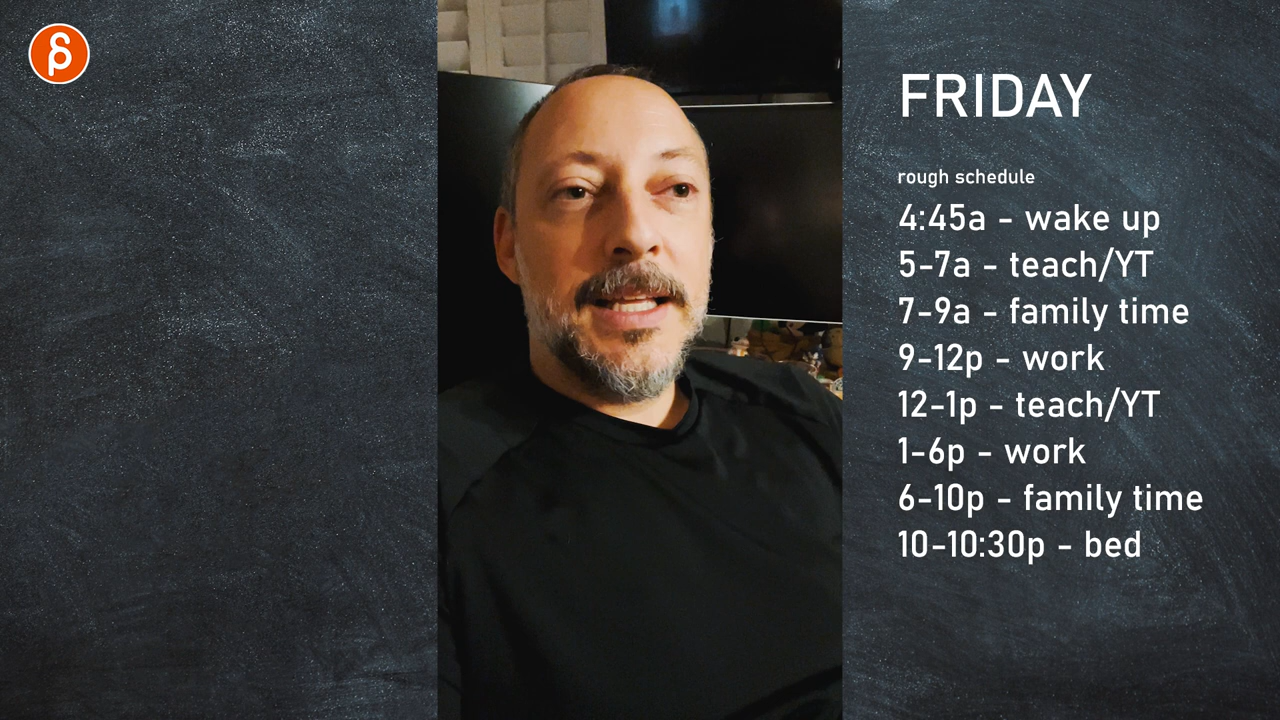 FRIDAY
rough schedule
4:45a - wake up
5-7a - teach/YT
7-9a - family time
9-12p - work
12-1p - teach/YT
1-6p - work
6-10p - family time
10-10:30p - bed